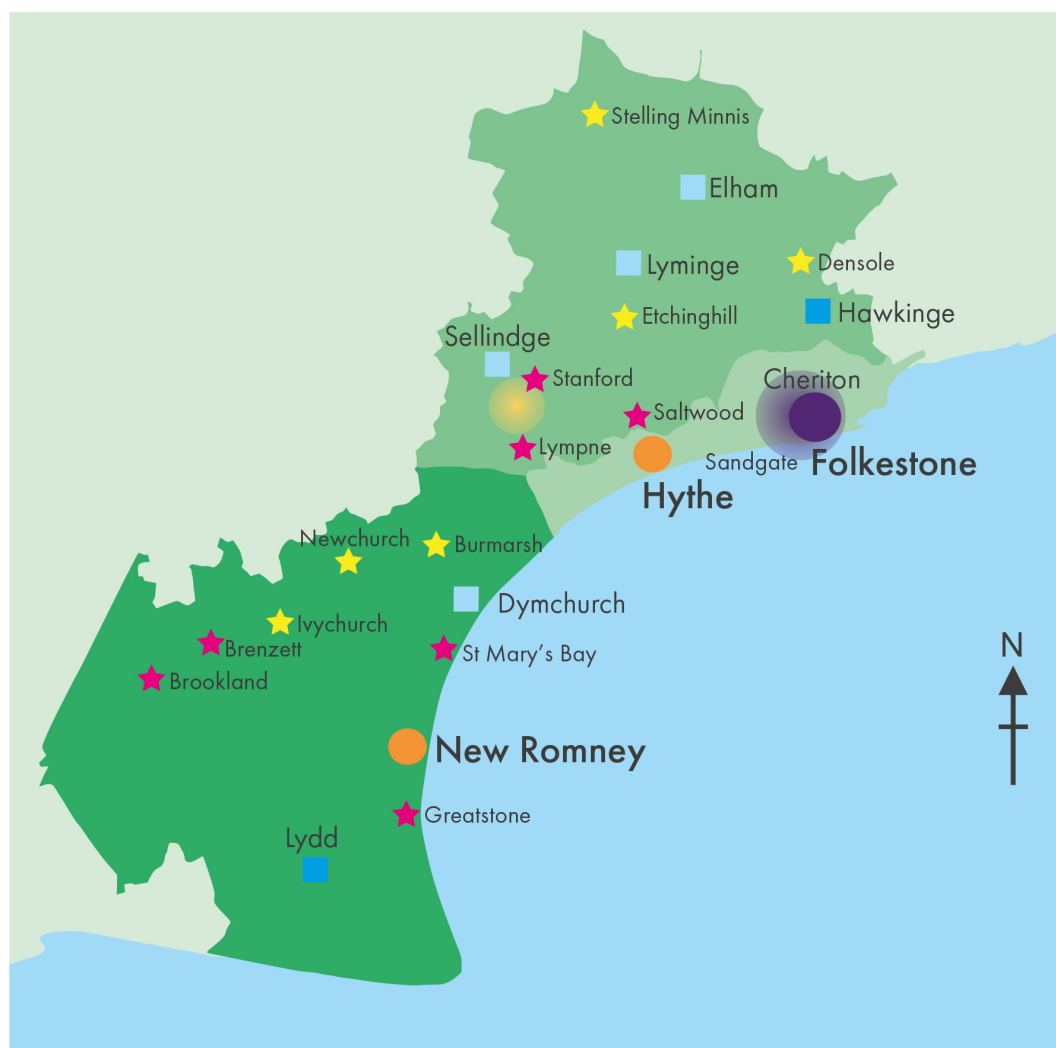 Stelling Minnis
Elham
Lyminge
Densole
Etchinghill
Hawkinge
Sellindge
Stanford
Cheriton
Saltwood
Lympne
Sandgate
Folkestone
Hythe
Newchurch
Burmarsh
Dymchurch
Ivychurch
Brenzett
St Mary’s Bay
N
Brookland
New Romney
Greatstone
Lydd